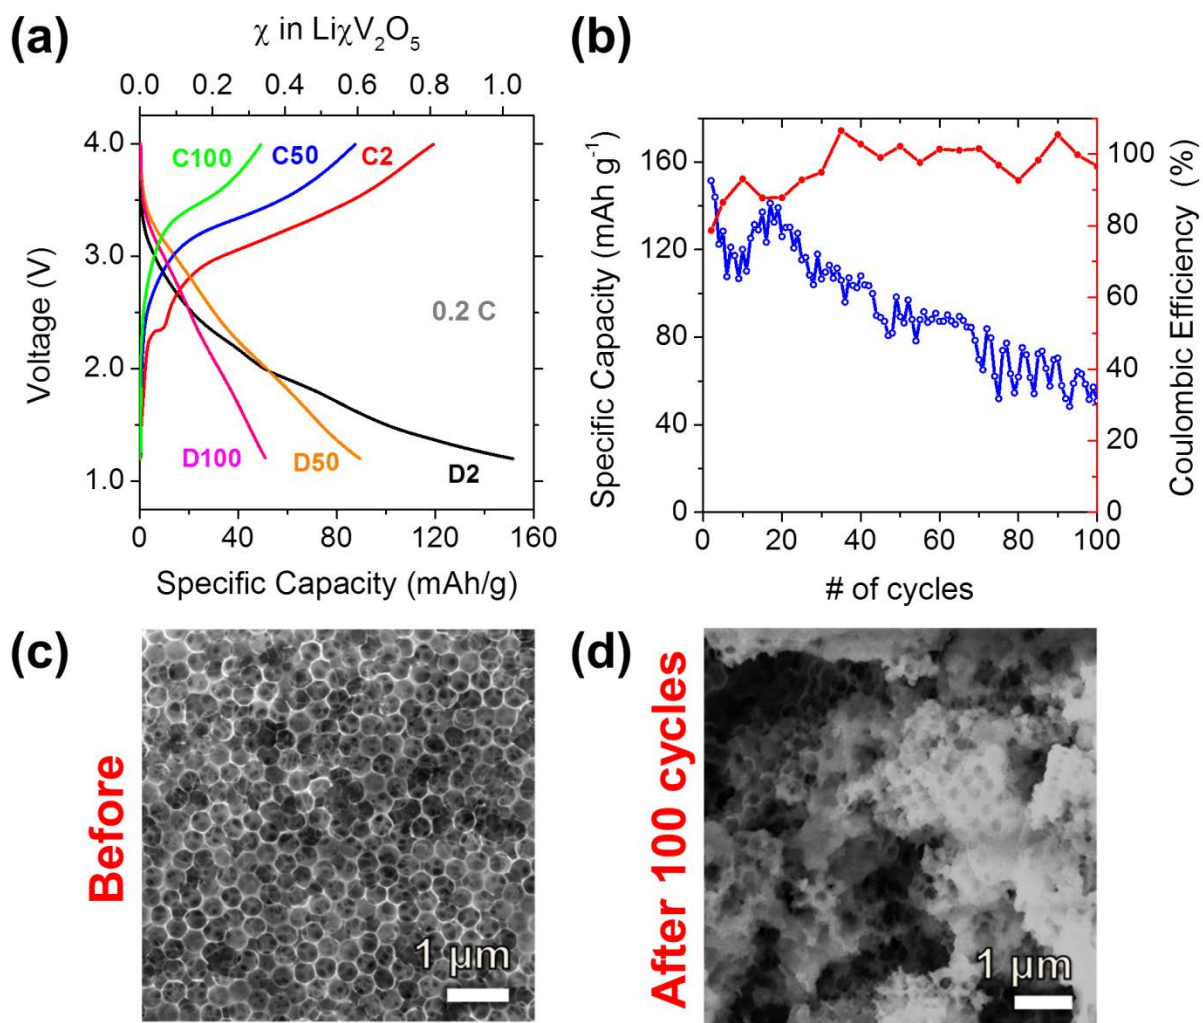 (a)
χ in LiχV₂O₅
0.0 0.2 0.4 0.6 0.8 1.0
4.0
3.0
2.0
1.0
Voltage (V)
C100
C50
C2
0.2 C
D100
D50
D2
0 40 80 120 160
Specific Capacity (mAh/g)
(b)
Specific Capacity (mAh g⁻¹)
160
120
80
40
0
100
80
60
40
20
0
Coulombic Efficiency (%)
0 20 40 60 80 100
# of cycles
(c)
Before
1 μm
(d)
After 100 cycles
1 μm